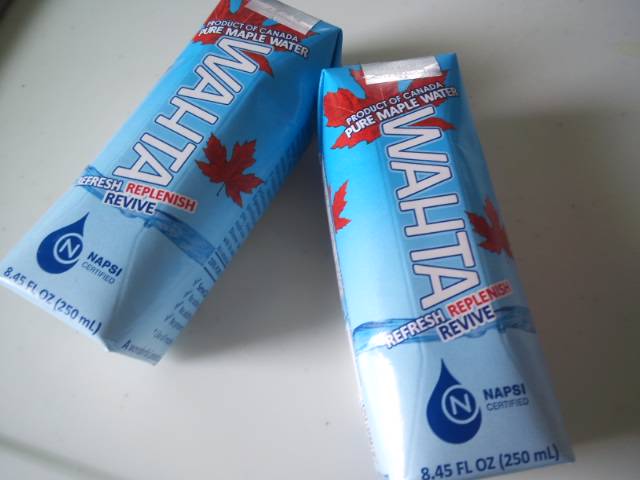 PRODUCT OF CANADA
PURE MAPLE WATER
WAHTA
REFRESH REPLENISH
REVIVE
N
NAPSI
CERTIFIED
8.45 FL OZ (250 mL)
PRODUCT OF CANADA
PURE MAPLE WATER
WAHTA
REFRESH REPLENISH
REVIVE
N
NAPSI
CERTIFIED
8.45 FL OZ (250 mL)